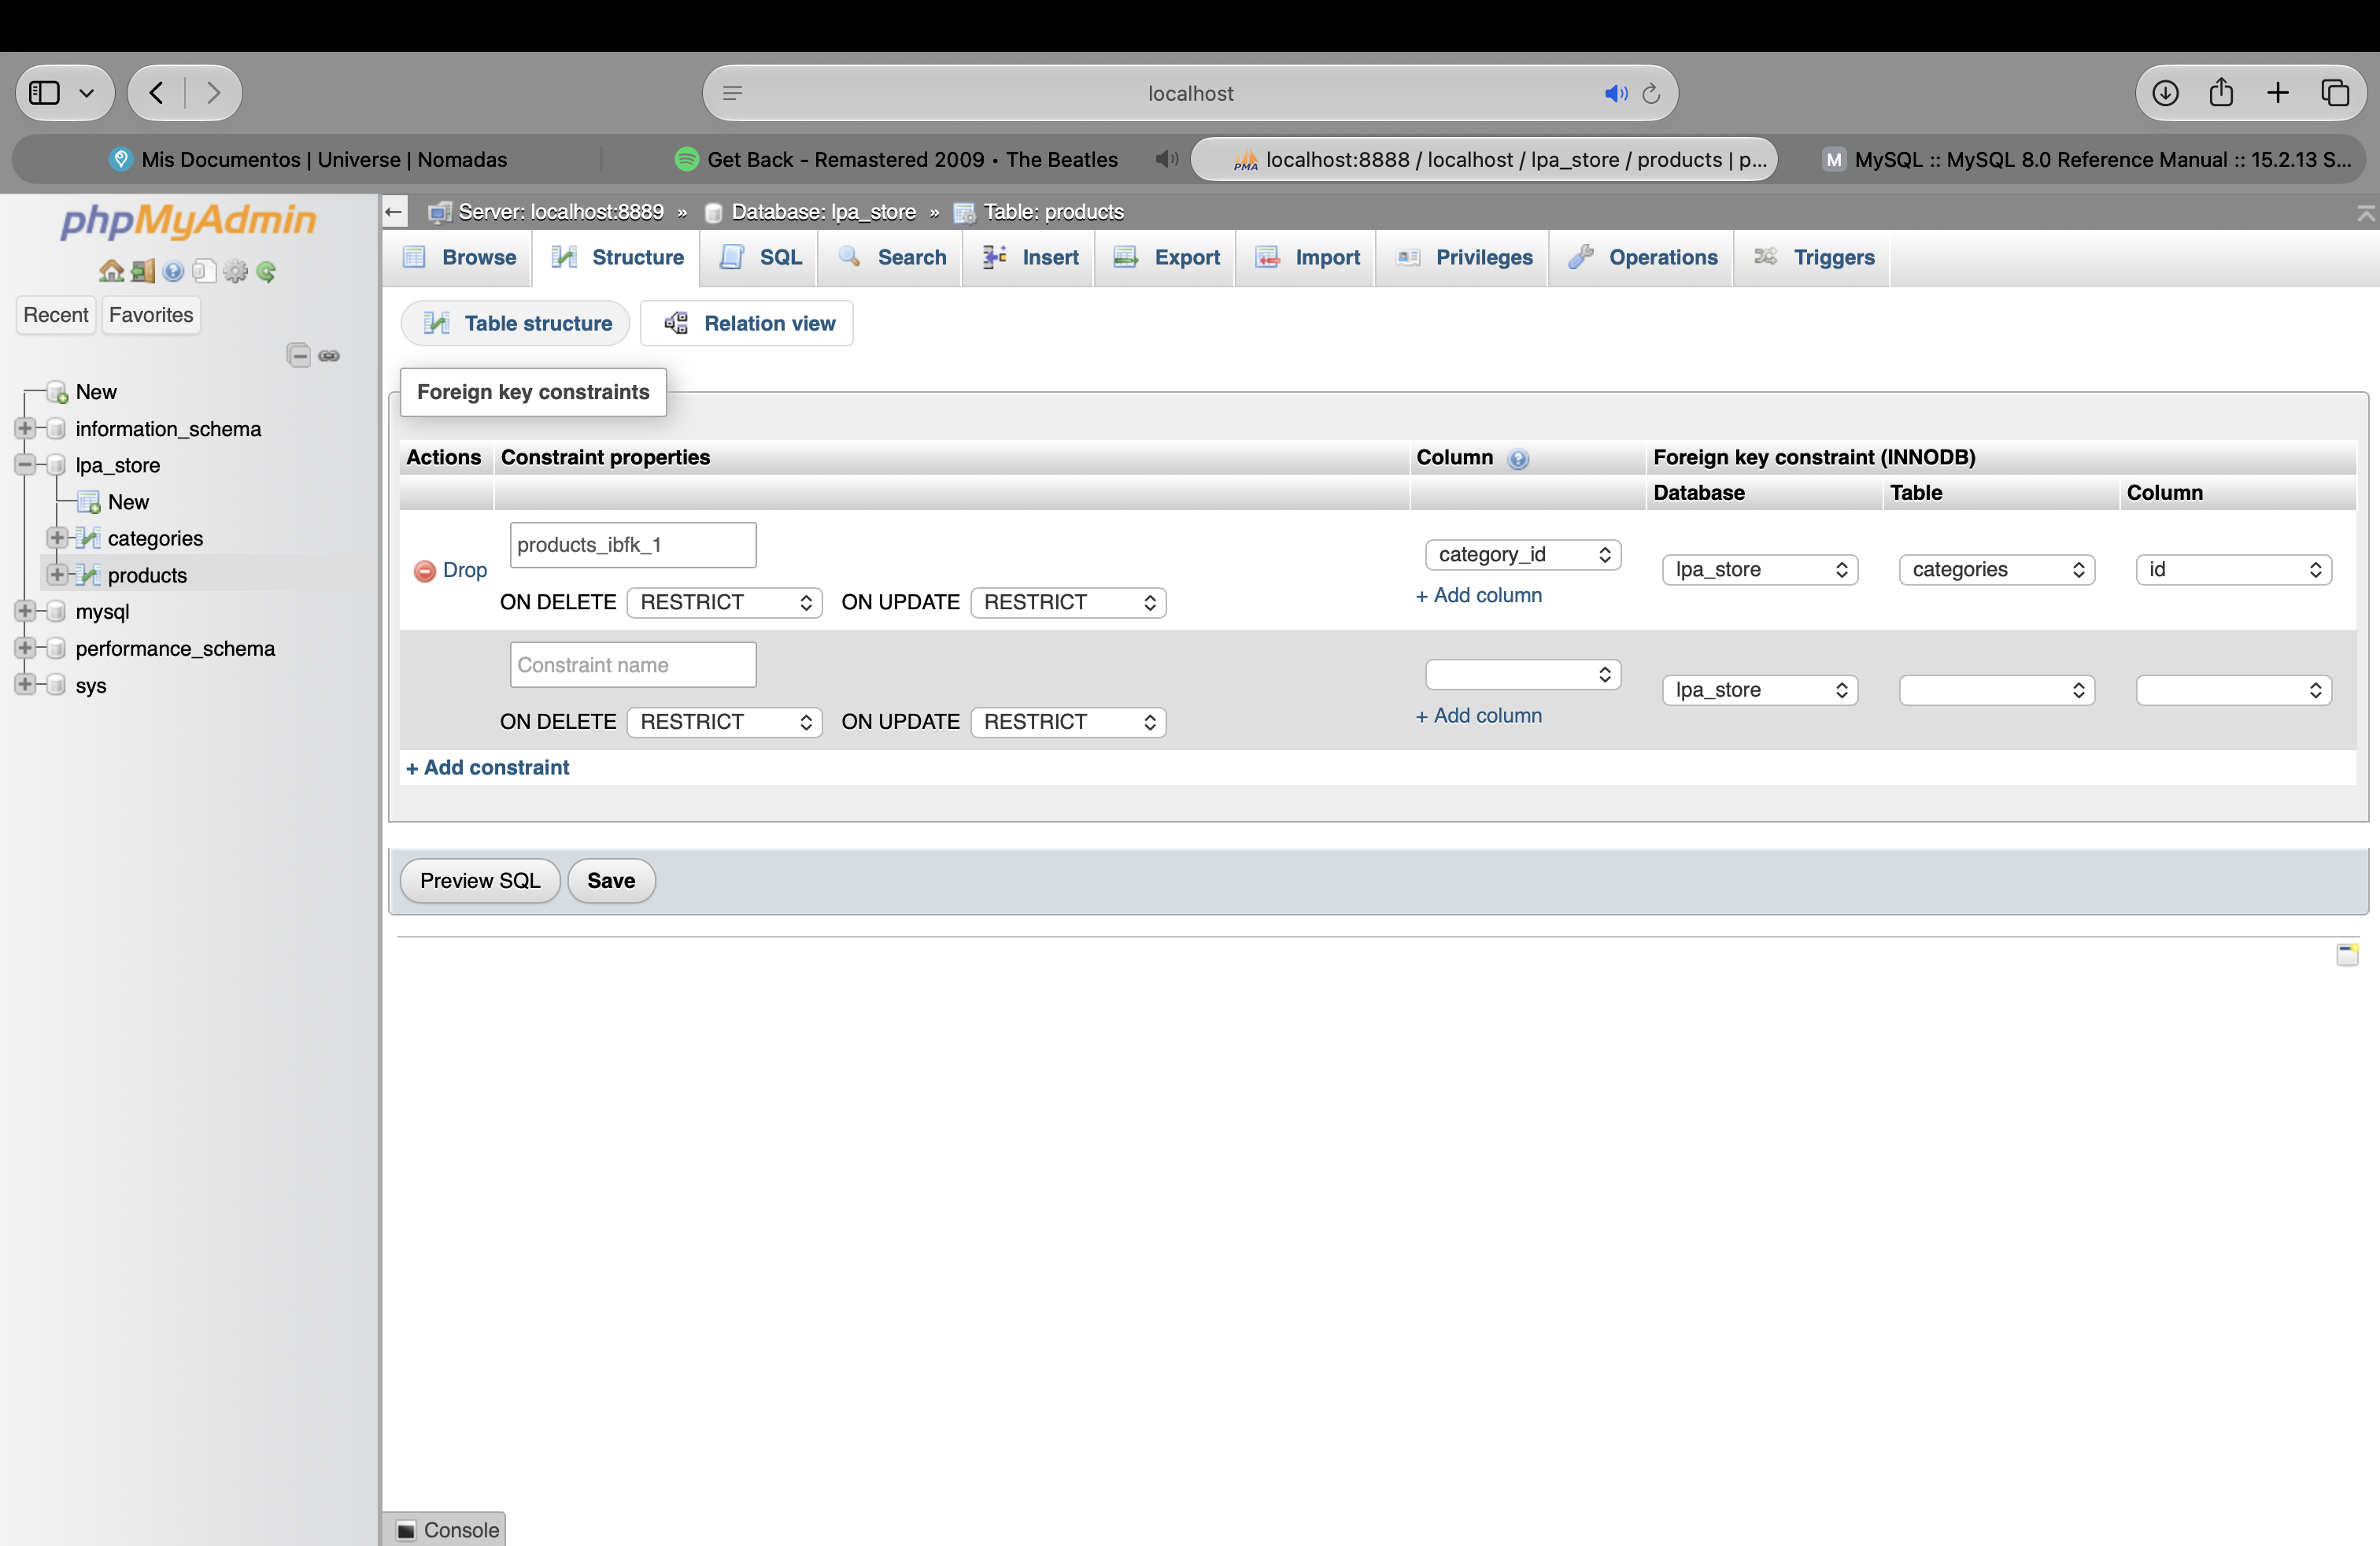 localhost
Mis Documentos | Universe | Nomadas
Get Back - Remastered 2009 • The Beatles
PMA
localhost:8888 / localhost / lpa_store / products | p...
M
MySQL :: MySQL 8.0 Reference Manual :: 15.2.13 S...
phpMyAdmin
Server: localhost:8889 » Database: lpa_store » Table: products
Browse
Structure
SQL
Search
Insert
Export
Import
Privileges
Operations
Triggers
Recent
Favorites
Table structure
Relation view
New
information_schema
lpa_store
New
categories
products
mysql
performance_schema
sys
Foreign key constraints
Actions
Constraint properties
Column
Foreign key constraint (INNODB)
Database
Table
Column
Drop
products_ibfk_1
ON DELETE RESTRICT ON UPDATE RESTRICT
category_id
+ Add column
lpa_store
categories
id
Constraint name
ON DELETE RESTRICT ON UPDATE RESTRICT
+ Add column
lpa_store
+ Add constraint
Preview SQL
Save
Console